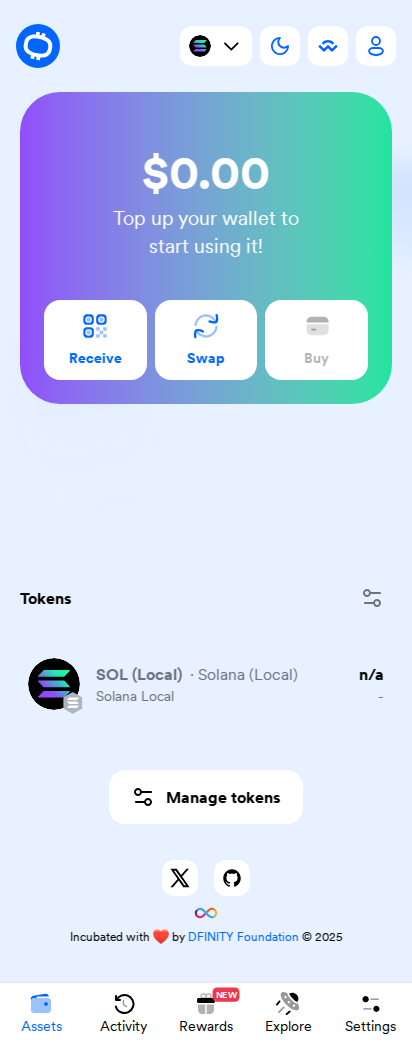 $0.00
Top up your wallet to
start using it!
Receive
Swap
Buy
Tokens
SOL (Local) · Solana (Local)
n/a
Solana Local
-
Manage tokens
Incubated with ❤️ by DFINITY Foundation © 2025
NEW
Assets
Activity
Rewards
Explore
Settings